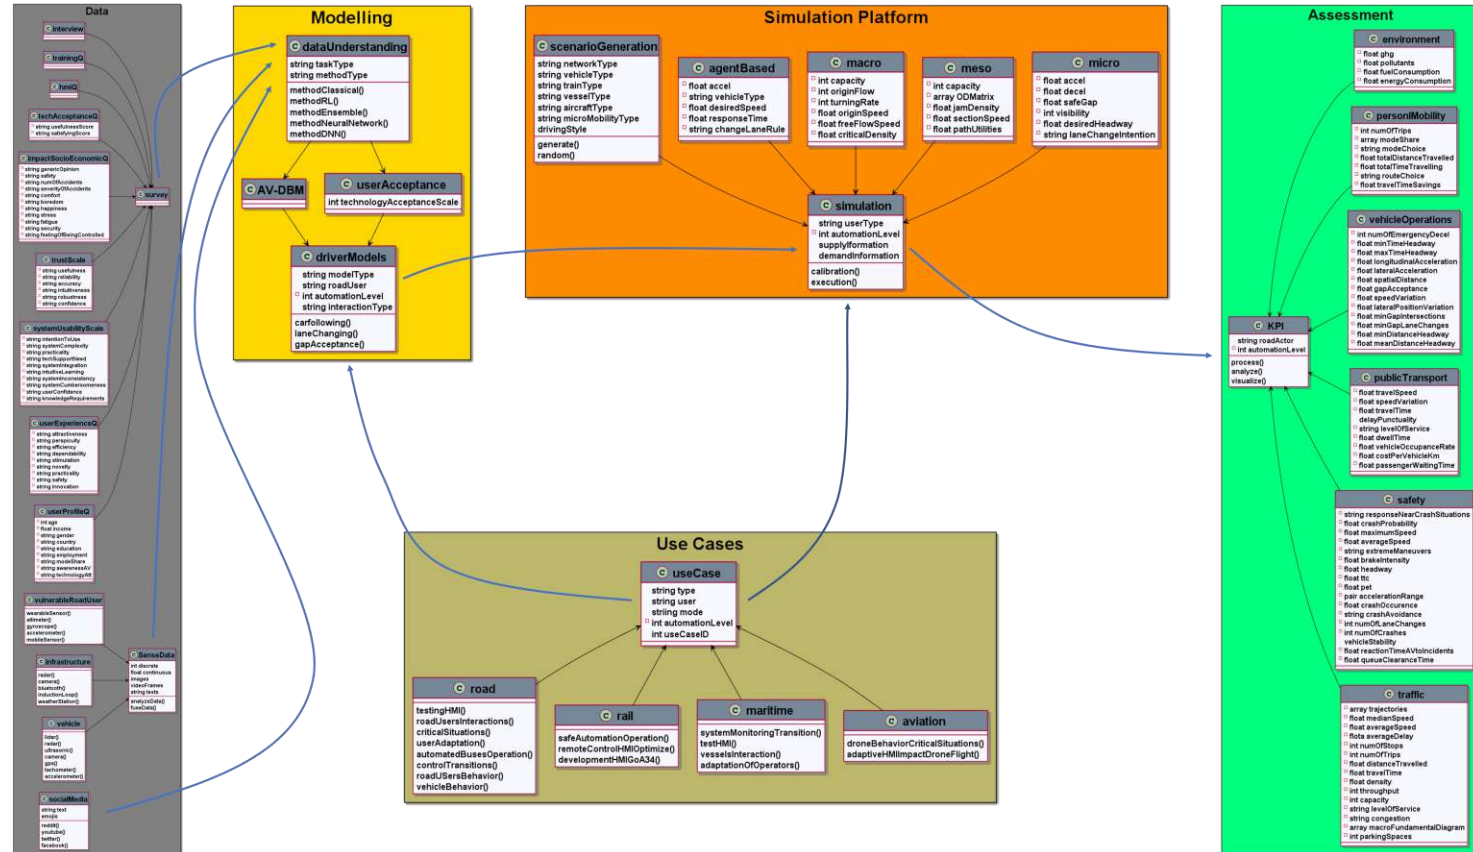 Data
C interview
C trainingQ
C hmiQ
C techAcceptanceQ
string usefulnessScore
string satisfyingScore
C impactSocioEconomicQ
string genericOpinion
string safety
string numOfAccidents
string severityOfAccidents
string comfort
string boredom
string happiness
string stress
string fatigue
string security
string feelingOfBeingControlled
C survey
C trustScale
string usefulness
string reliability
string accuracy
string intuitiveness
string robustness
string confidence
C systemUsabilityScale
string intentionToUse
string systemComplexity
string practicality
string techSupportNeed
string systemIntegration
string intuitiveLearning
string systemInconsistency
string systemCumbersomeness
string userConfidence
string knowledgeRequirements
C userExperienceQ
string attractiveness
string perspicuity
string efficiency
string dependability
string stimulation
string novelty
string practicality
string safety
string innovation
C userProfileQ
int age
float income
string gender
string country
string education
string employment
string modeShare
string awarenessAV
string technologyAtt
C vulnerableRoadUser
wearableSensor()
altimeter()
gyroscope()
accelerometer()
mobileSensor()
C infrastructure
radar()
camera()
bluetooth()
inductionLoop()
weatherStation()
C SenseData
int discrete
float continuous
images
videoFrames
string texts
analyzeData()
fuseData()
C vehicle
lidar()
radar()
ultrasonic()
camera()
gps()
tachometer()
accelerometer()
C socialMedia
string text
emojis
reddit()
youtube()
twitter()
facebook()
Modelling
C dataUnderstanding
string taskType
string methodType
methodClassical()
methodRL()
methodEnsemble()
methodNeuralNetwork()
methodDNN()
C AV-DBM
C userAcceptance
int technologyAcceptanceScale
C driverModels
string modelType
string roadUser
int automationLevel
string interactionType
carfollowing()
laneChanging()
gapAcceptance()
Simulation Platform
C scenarioGeneration
string networkType
string vehicleType
string trainType
string vesselType
string aircraftType
string microMobilityType
drivingStyle
generate()
random()
C agentBased
float accel
string vehicleType
float desiredSpeed
float responseTime
string changeLaneRule
C macro
int capacity
int originFlow
int turningRate
float originSpeed
float freeFlowSpeed
float criticalDensity
C meso
int capacity
array ODMatrix
float jamDensity
float sectionSpeed
float pathUtilities
C micro
float accel
float decel
float safeGap
int visibility
float desiredHeadway
string laneChangeIntention
C simulation
string userType
int automationLevel
supplyIformation
demandInformation
calibration()
execution()
Use Cases
C useCase
string type
string user
striing mode
int automationLevel
int useCaseID
C road
testingHMI()
roadUsersInteractions()
criticalSituations()
userAdaptation()
automatedBusesOperation()
controlTransitions()
roadUSersBehavior()
vehicleBehavior()
C rail
safeAutomationOperation()
remoteControlHMIOptimize()
developmentHMIGoA34()
C maritime
systemMonitoringTransition()
testHMI()
vesselsInteraction()
adaptationOfOperators()
C aviation
droneBehaviorCriticalSituations()
adaptiveHMIImpactDroneFlight()
Assessment
C environment
float ghg
float pollutants
float fuelConsumption
float energyConsumption
C personlMobility
int numOfTrips
array modeShare
string modeChoice
float totalDistanceTravelled
float totalTimeTravelling
string routeChoice
float travelTimeSavings
C vehicleOperations
int numOfEmergencyDecel
float minTimeHeadway
float maxTimeHeadway
float longitudinalAcceleration
float lateralAcceleration
float spatialDistance
float gapAcceptance
float speedVariation
float lateralPositionVariation
float minGapIntersections
float minGapLaneChanges
float minDistanceHeadway
float meanDistanceHeadway
C KPI
string roadActor
int automationLevel
process()
analyze()
visualize()
C publicTransport
float travelSpeed
float speedVariation
float travelTime
delayPunctuality
string levelOfService
float dwellTime
float vehicleOccupanceRate
float costPerVehicleKm
float passengerWaitingTime
C safety
string responseNearCrashSituations
float crashProbability
float maximumSpeed
float averageSpeed
string extremeManeuvers
float brakeIntensity
float headway
float ttc
float pet
pair accelerationRange
float crashOccurence
string crashAvoidance
int numOfLaneChanges
int numOfCrashes
vehicleStability
float reactionTimeAVtoIncidents
float queueClearanceTime
C traffic
array trajectories
float medianSpeed
float averageSpeed
flota averageDelay
int numOfStops
int numOfTrips
float distanceTravelled
float travelTime
float density
int throughput
int capacity
string levelOfService
string congestion
array macroFundamentalDiagram
int parkingSpaces